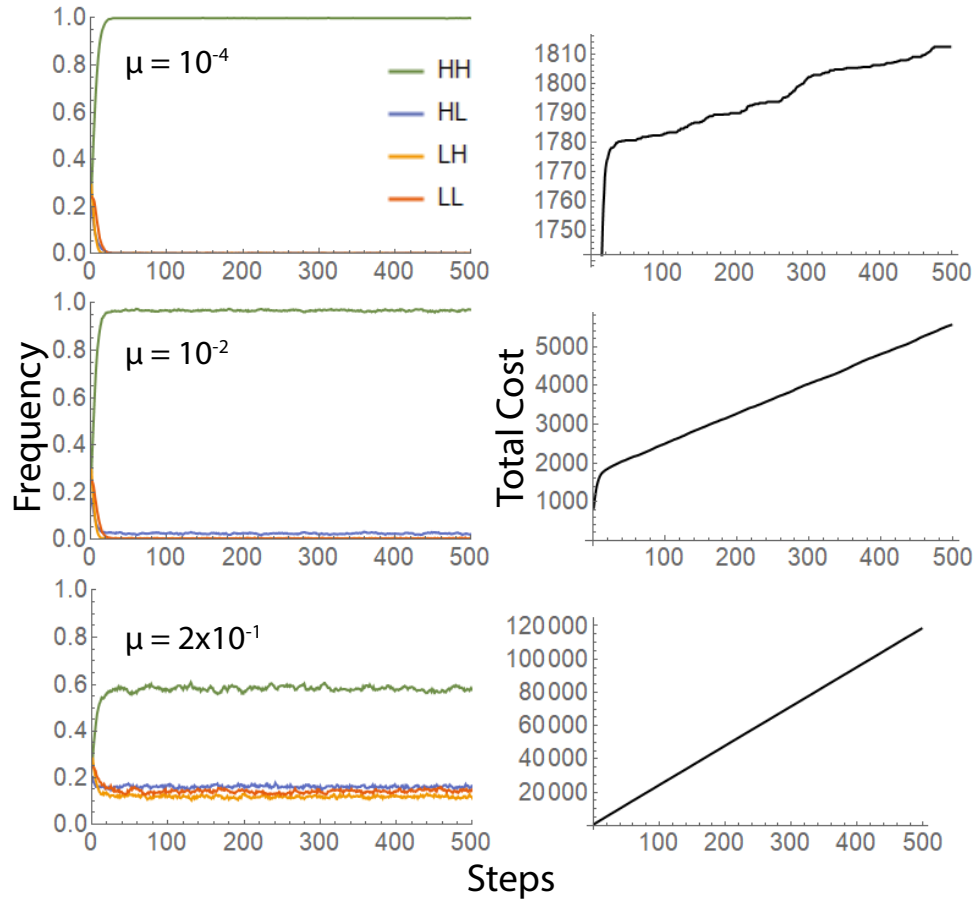 1.0
0.8
0.6
0.4
0.2
0.0
μ = 10⁻⁴
HH
HL
LH
LL
0 100 200 300 400 500
1810
1800
1790
1780
1770
1760
1750
100 200 300 400 500
Frequency
1.0
0.8
0.6
0.4
0.2
0.0
μ = 10⁻²
0 100 200 300 400 500
Total Cost
5000
4000
3000
2000
1000
100 200 300 400 500
1.0
0.8
0.6
0.4
0.2
0.0
μ = 2x10⁻¹
0 100 200 300 400 500
120 000
100 000
80 000
60 000
40 000
20 000
100 200 300 400 500
Steps